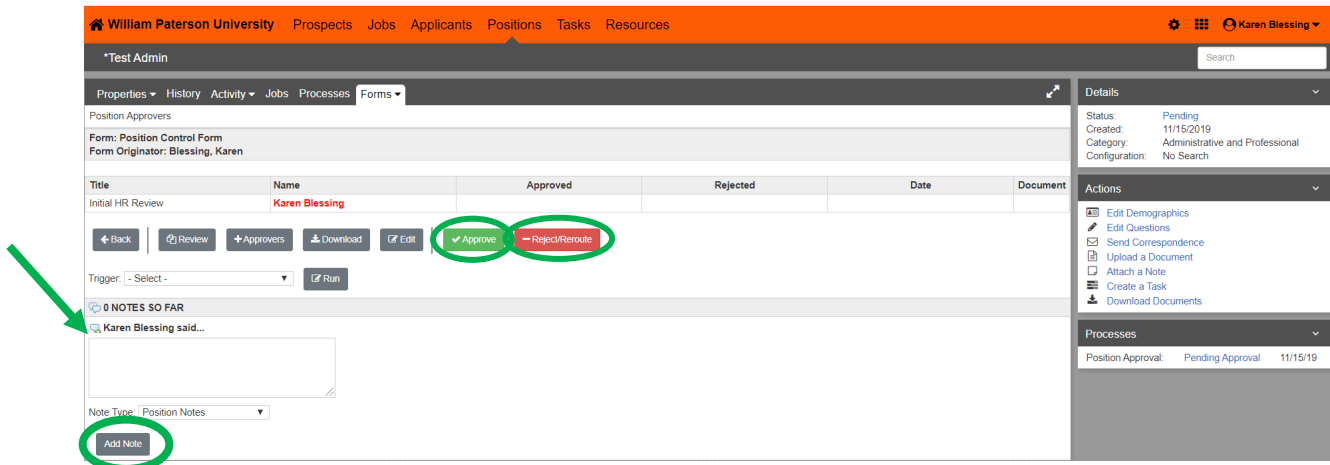 William Paterson University Prospects Jobs Applicants Positions Tasks Resources Karen Blessing
*Test Admin Search
Properties History Activity Jobs Processes Forms
Position Approvers
Form: Position Control Form
Form Originator: Blessing, Karen
Title Name Approved Rejected Date Document
Initial HR Review Karen Blessing
Back Review Approvers Download Edit Approve Reject/Reroute
Trigger: - Select - Run
0 NOTES SO FAR
Karen Blessing said...
Note Type: Position Notes
Add Note
Details
Status: Pending
Created: 11/15/2019
Category: Administrative and Professional
Configuration: No Search
Actions
Edit Demographics
Edit Questions
Send Correspondence
Upload a Document
Attach a Note
Create a Task
Download Documents
Processes
Position Approval: Pending Approval 11/15/19